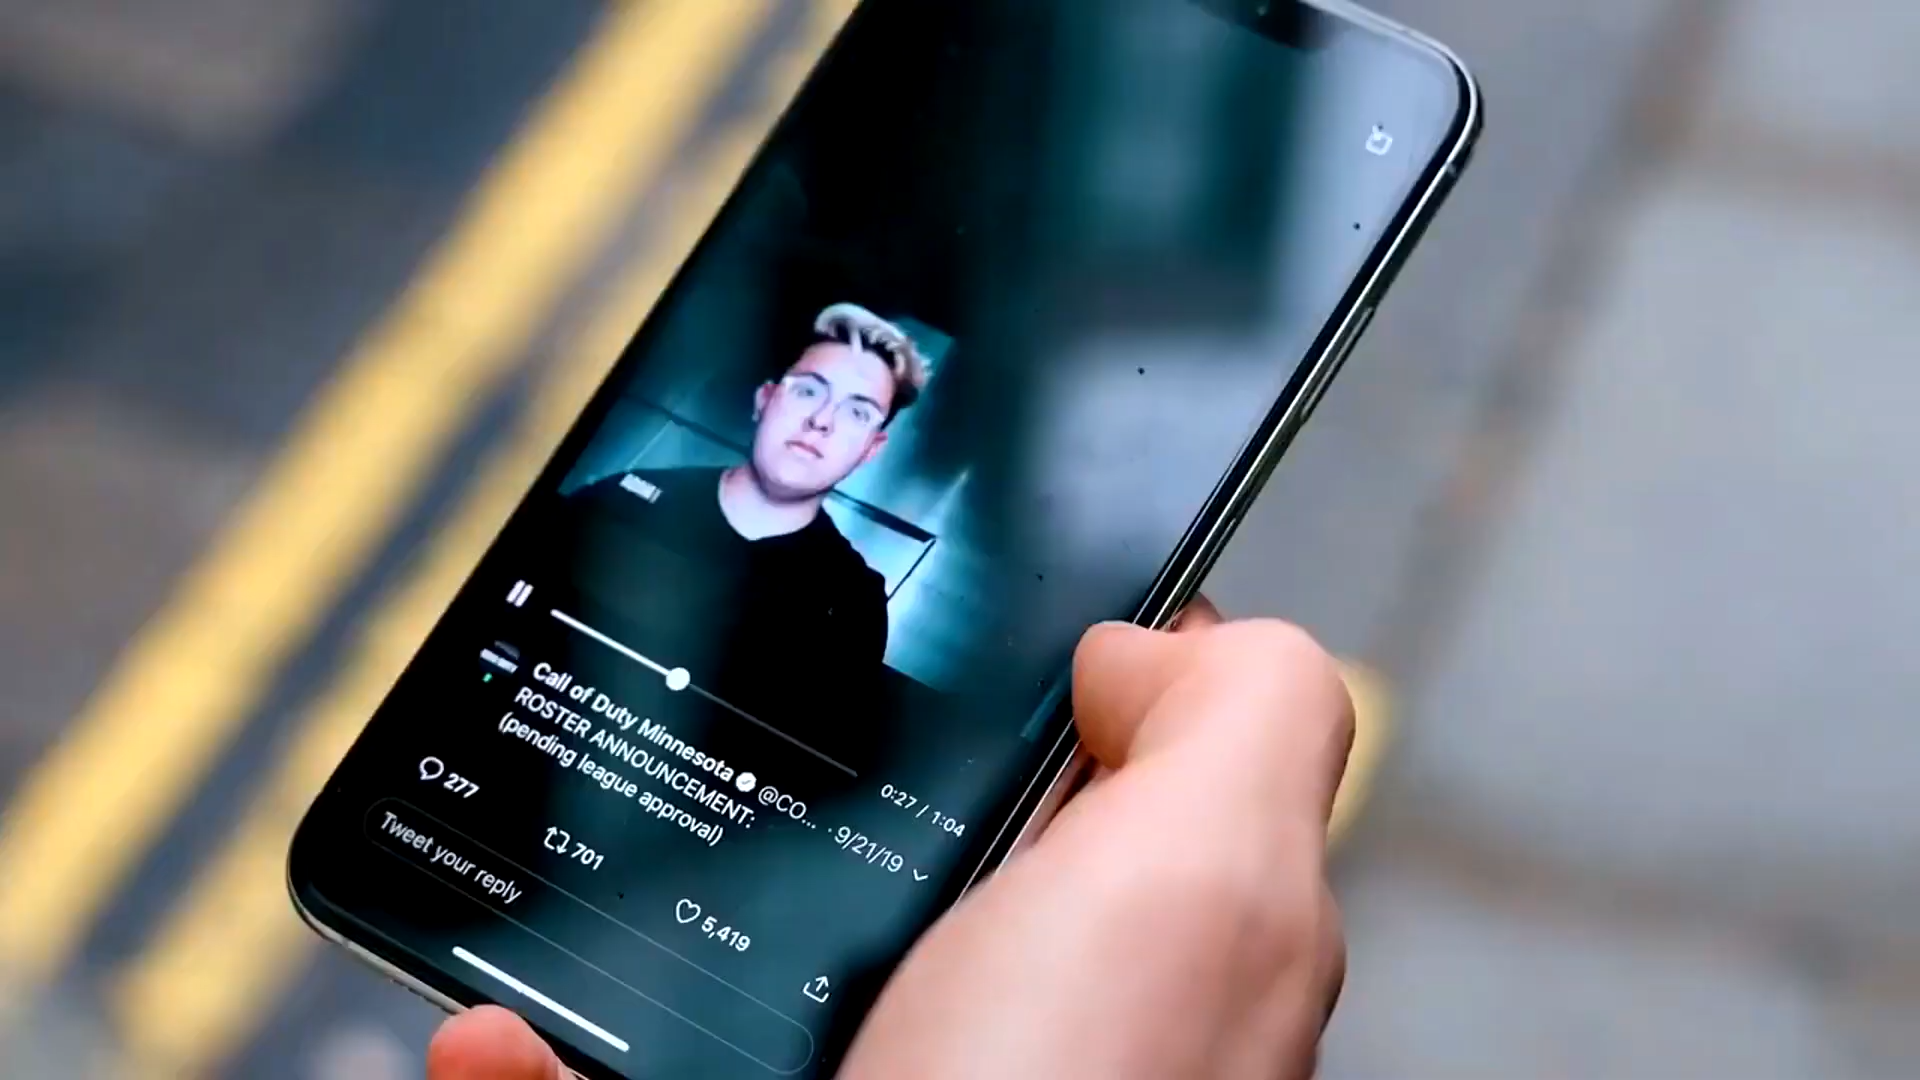 0:27 / 1:04
Call of Duty Minnesota @CO... · 9/21/19
ROSTER ANNOUNCEMENT:
(pending league approval)
277
701
5,419
Tweet your reply